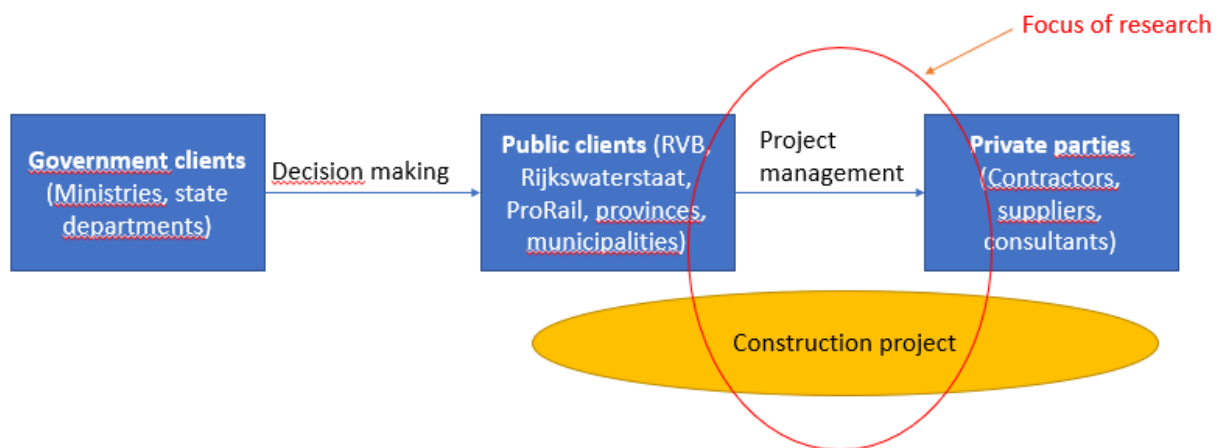 Focus of research
Government clients
(Ministries, state
departments)
Decision making
Public clients (RVB,
Rijkswaterstaat,
ProRail, provinces,
municipalities)
Project
management
Private parties
(Contractors,
suppliers,
consultants)
Construction project